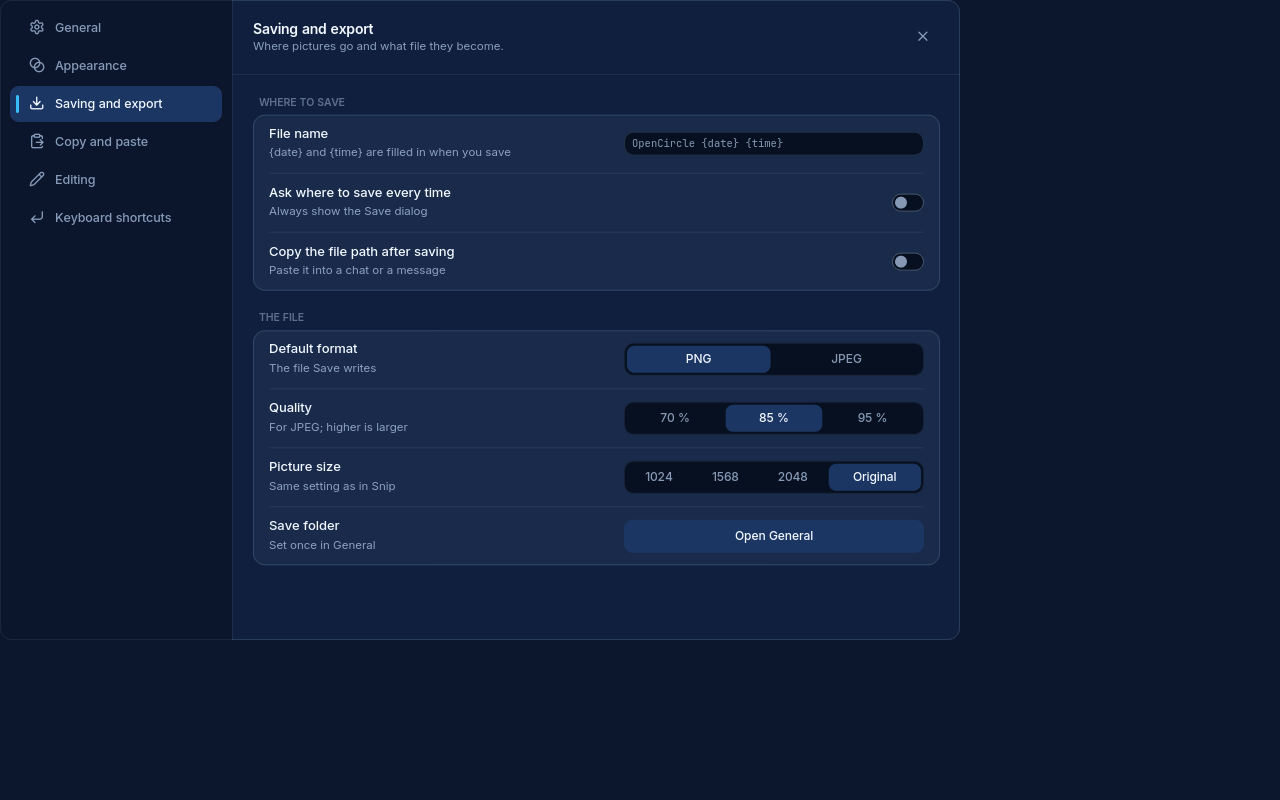 General
Appearance
Saving and export
Copy and paste
Editing
Keyboard shortcuts
Saving and export
Where pictures go and what file they become.
WHERE TO SAVE
File name
{date} and {time} are filled in when you save
OpenCircle {date} {time}
Ask where to save every time
Always show the Save dialog
Copy the file path after saving
Paste it into a chat or a message
THE FILE
Default format
The file Save writes
PNG JPEG
Quality
For JPEG; higher is larger
70 % 85 % 95 %
Picture size
Same setting as in Snip
1024 1568 2048 Original
Save folder
Set once in General
Open General